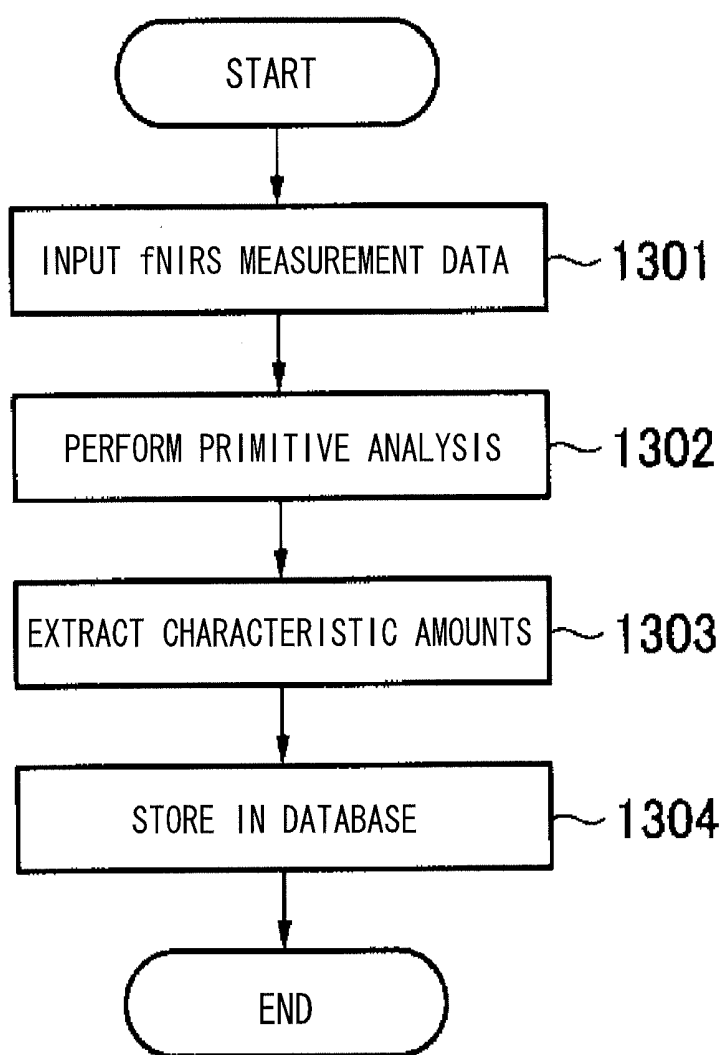 START
INPUT fNIRS MEASUREMENT DATA 1301
PERFORM PRIMITIVE ANALYSIS 1302
EXTRACT CHARACTERISTIC AMOUNTS 1303
STORE IN DATABASE 1304
END